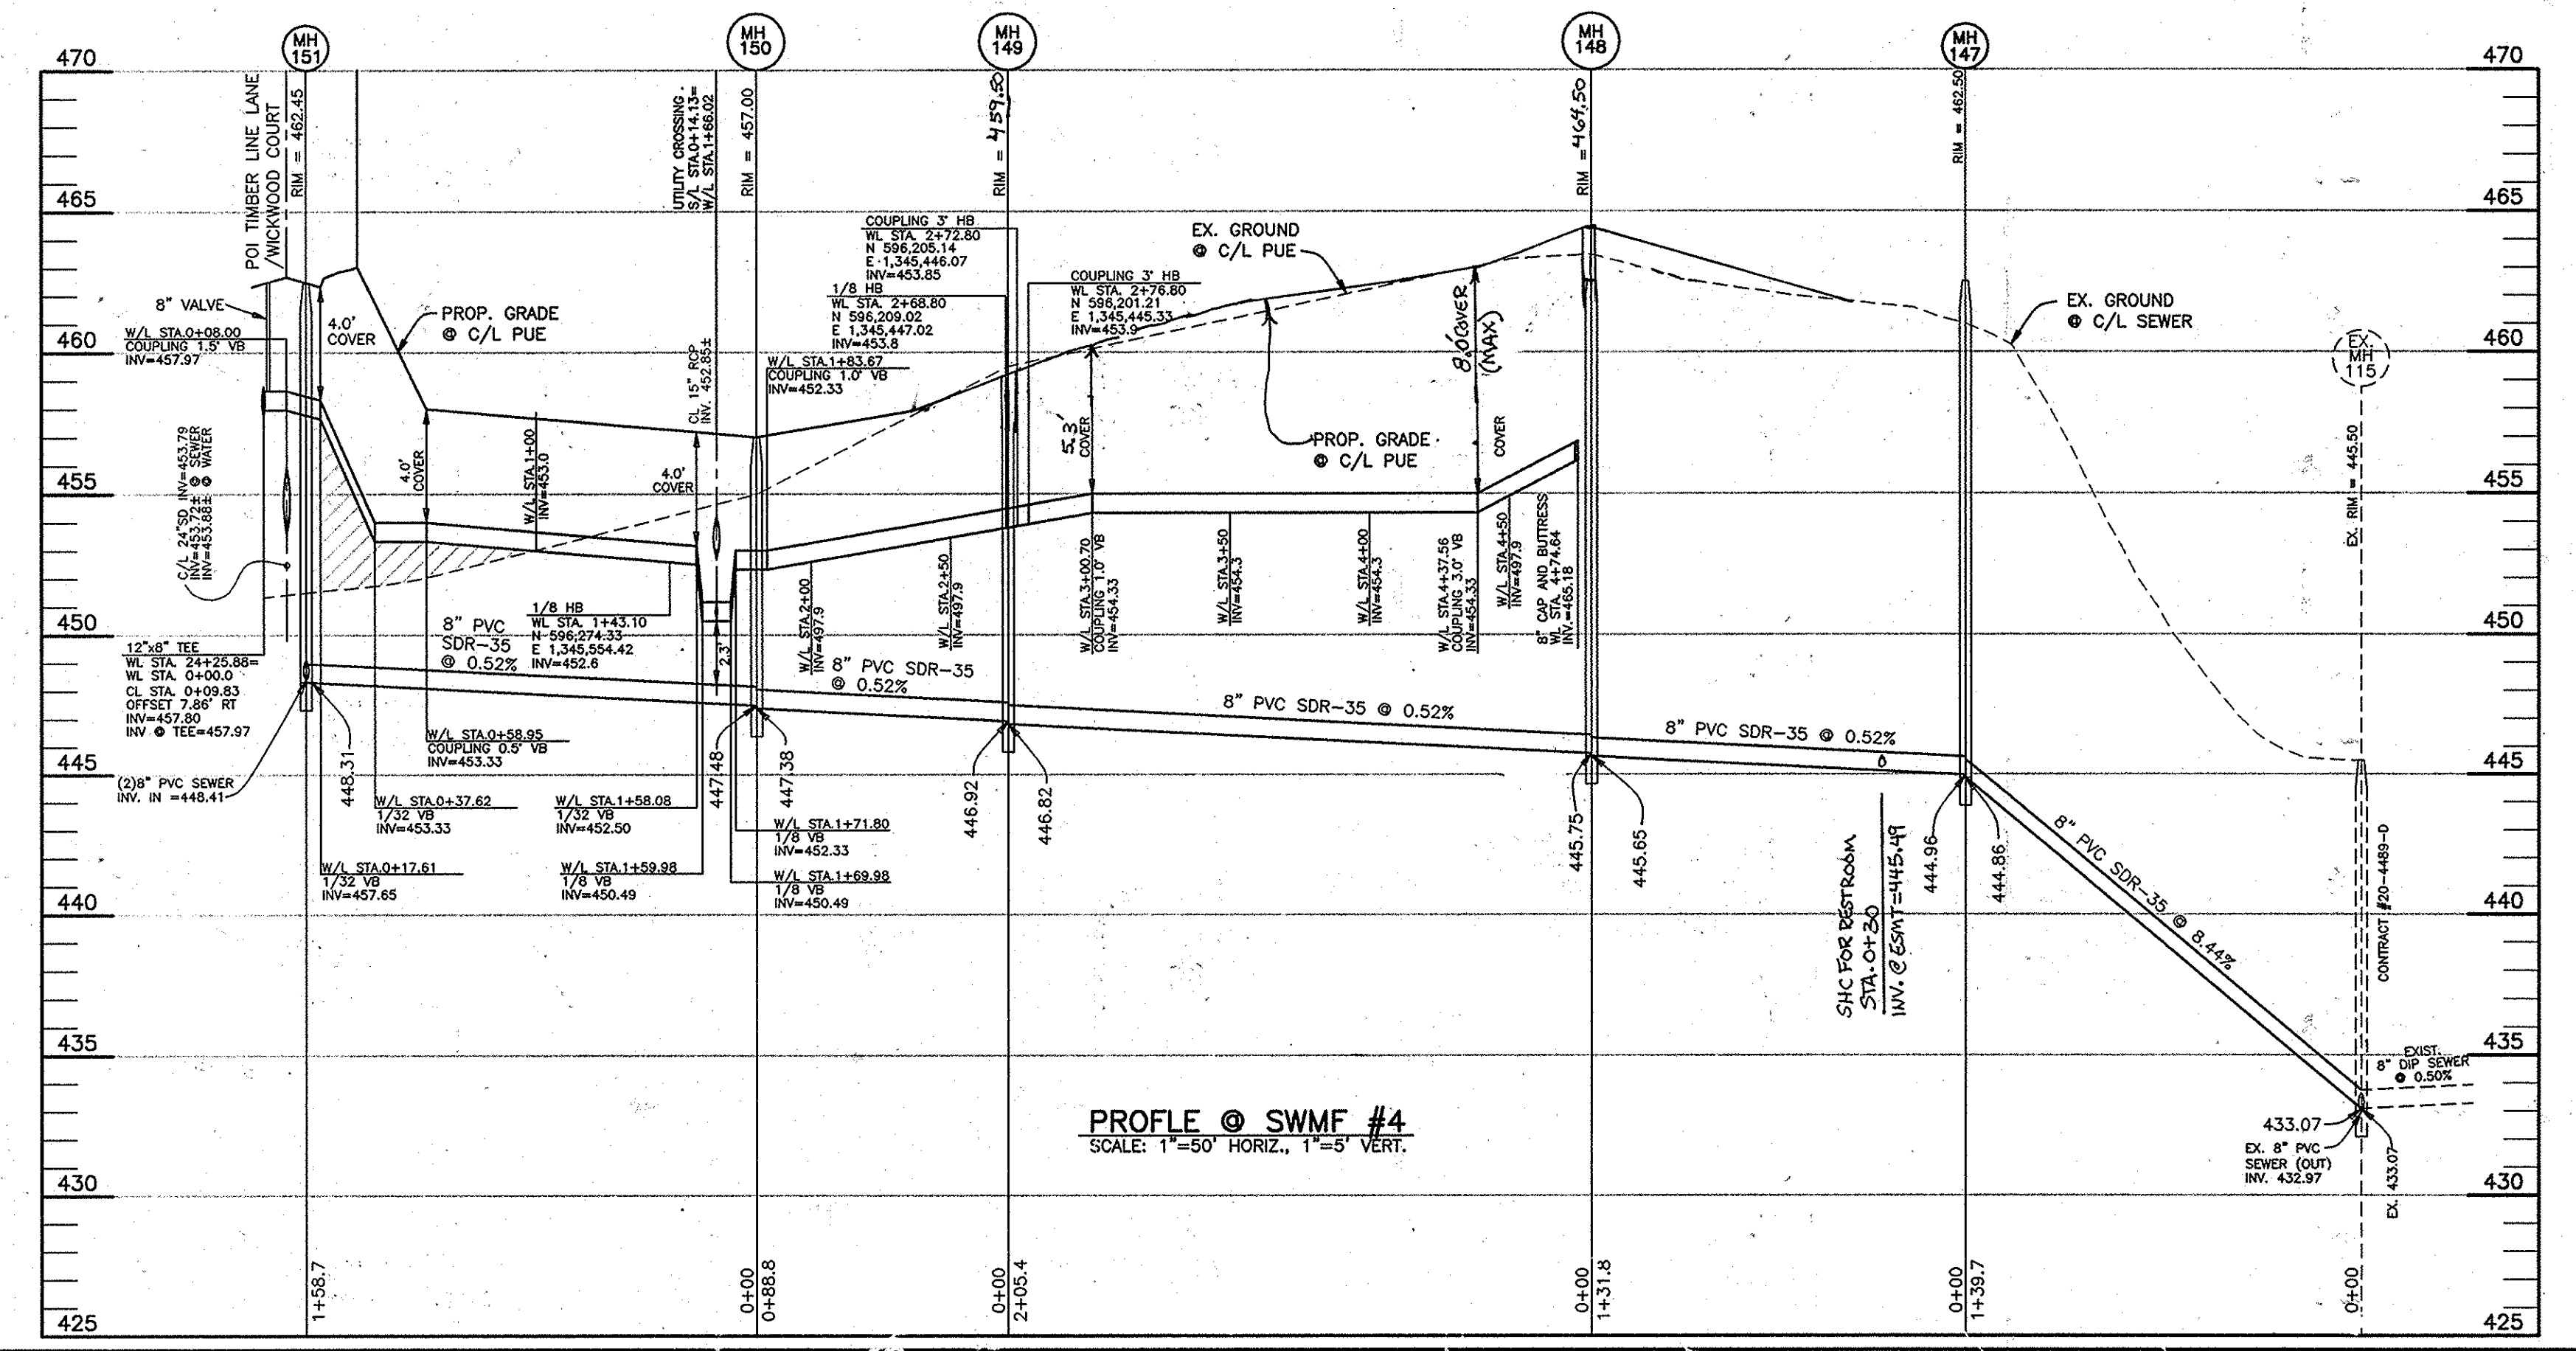 MH
151
MH
150
MH
149
MH
148
MH
147
470
470
465
465
460
460
455
455
450
450
445
445
440
440
435
435
430
430
425
425
POI TIMBER LINE LANE
/WICKWOOD COURT
RIM = 462.45
UTILITY CROSSING.
S/L STA.0+14.13=
W/L STA.1+66.02
RIM = 457.00
RIM = 459.50
RIM = 464.50
RIM = 462.50
8" VALVE
W/L STA.0+08.00
COUPLING 1.5' VB
INV=457.97
4.0'
COVER
PROP. GRADE
@ C/L PUE
C/L 24"SD INV=453.79
INV=453.72± @ SEWER
INV=453.88± @ WATER
4.0'
COVER
W/L STA.1+00
INV=453.0
4.0'
COVER
CL 15" RCP
INV. 452.85±
COUPLING 3' HB
WL STA. 2+72.80
N 596,205.14
E 1,345,446.07
INV=453.85
1/8 HB
WL STA. 2+68.80
N 596,209.02
E 1,345,447.02
INV=453.8
W/L STA.1+83.67
COUPLING 1.0' VB
INV=452.33
COUPLING 3' HB
WL STA. 2+76.80
N 596,201.21
E 1,345,445.33
INV=453.9
EX. GROUND
@ C/L PUE
5.3'
COVER
PROP. GRADE
@ C/L PUE
8.0' COVER
(MAX)
COVER
EX. GROUND
@ C/L SEWER
EX.
MH
115
EX. RIM = 445.50
12"x8" TEE
WL STA. 24+25.88=
WL STA. 0+00.0
CL STA. 0+09.83
OFFSET 7.86' RT
INV=457.80
INV @ TEE=457.97
(2)8" PVC SEWER
INV. IN =448.41
448.31
8" PVC
SDR-35
@ 0.52%
1/8 HB
WL STA. 1+43.10
N 596,274.33
E 1,345,554.42
INV=452.6
2.3'
W/L STA.2+00
INV=497.9
W/L STA.2+50
INV=497.9
W/L STA.3+00.70
COUPLING 1.0' VB
INV=454.33
W/L STA.3+50
INV=454.3
W/L STA.4+00
INV=454.3
W/L STA.4+37.56
COUPLING 3.0' VB
INV=454.33
W/L STA.4+50
INV=497.9
8" CAP AND BUTTRESS
WL STA. 4+74.64
INV.=465.18
8" PVC SDR-35
@ 0.52%
8" PVC SDR-35 @ 0.52%
8" PVC SDR-35 @ 0.52%
W/L STA.0+58.95
COUPLING 0.5' VB
INV=453.33
W/L STA.0+37.62
1/32 VB
INV=453.33
W/L STA.0+17.61
1/32 VB
INV=457.65
W/L STA.1+58.08
1/32 VB
INV=452.50
W/L STA.1+59.98
1/8 VB
INV=450.49
447.48
447.38
W/L STA.1+71.80
1/8 VB
INV=452.33
W/L STA.1+69.98
1/8 VB
INV=450.49
446.92
446.82
445.75
445.65
SHC FOR RESTROOM
STA. 0+30
INV. @ ESMT=445.49
444.96
444.86
8" PVC SDR-35 @ 8.44%
CONTRACT #20-4489-D
EXIST.
8" DIP SEWER
@ 0.50%
433.07
EX. 8" PVC
SEWER (OUT)
INV. 432.97
EX. 433.07
PROFLE @ SWMF #4
SCALE: 1"=50' HORIZ., 1"=5' VERT.
1+58.7
0+00
0+88.8
0+00
2+05.4
0+00
1+31.8
0+00
1+39.7
0+00